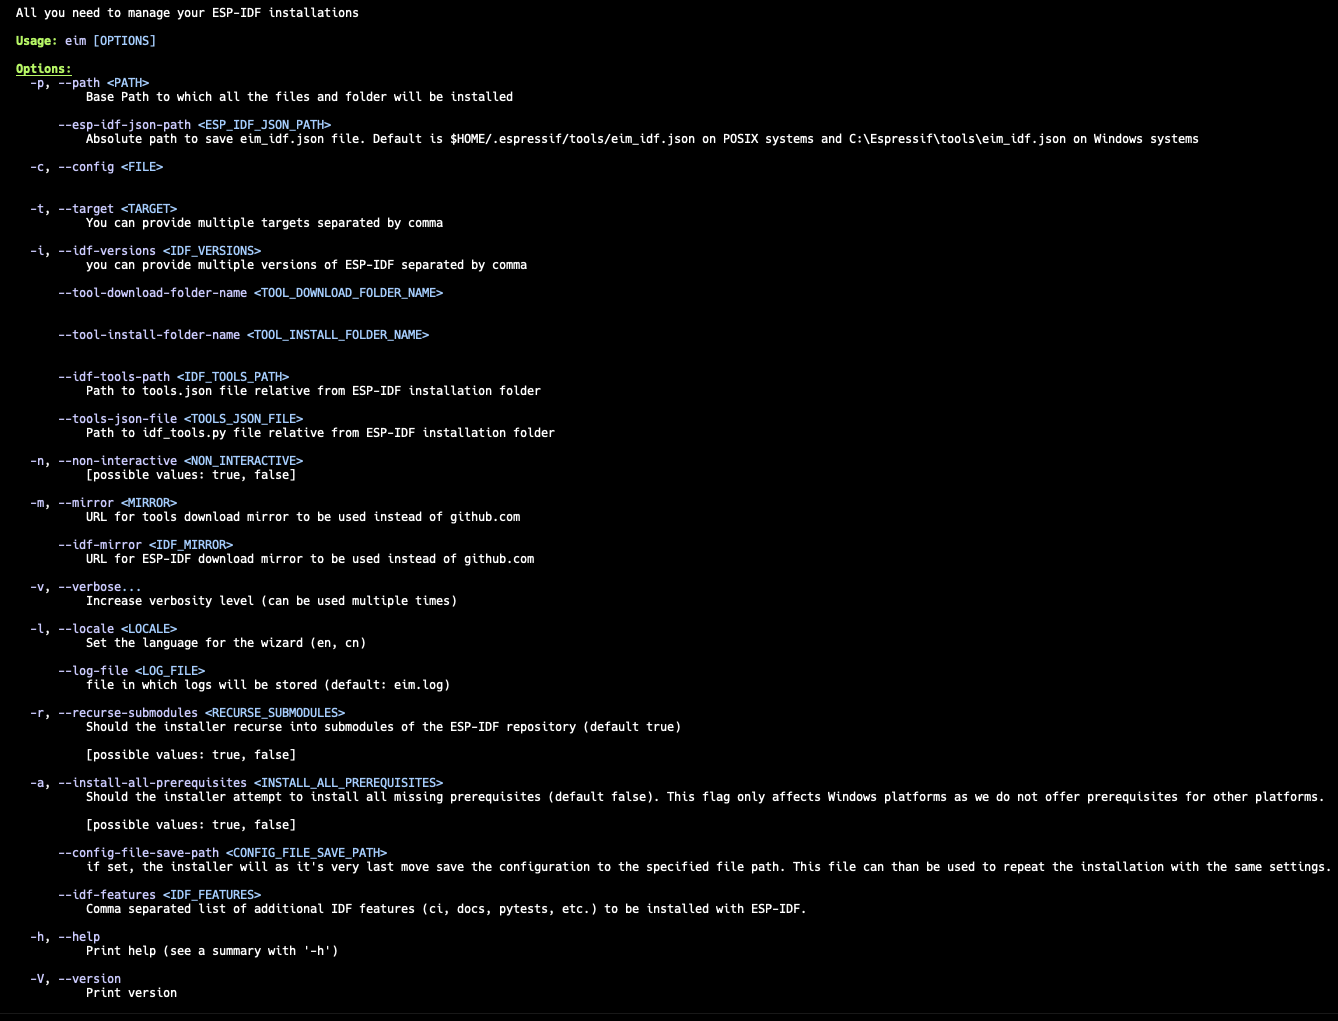 All you need to manage your ESP-IDF installations
Usage: eim [OPTIONS]
Options:
-p, --path <PATH>
Base Path to which all the files and folder will be installed
--esp-idf-json-path <ESP_IDF_JSON_PATH>
Absolute path to save eim_idf.json file. Default is $HOME/.espressif/tools/eim_idf.json on POSIX systems and C:\Espressif\tools\eim_idf.json on Windows systems
-c, --config <FILE>
-t, --target <TARGET>
You can provide multiple targets separated by comma
-i, --idf-versions <IDF_VERSIONS>
you can provide multiple versions of ESP-IDF separated by comma
--tool-download-folder-name <TOOL_DOWNLOAD_FOLDER_NAME>
--tool-install-folder-name <TOOL_INSTALL_FOLDER_NAME>
--idf-tools-path <IDF_TOOLS_PATH>
Path to tools.json file relative from ESP-IDF installation folder
--tools-json-file <TOOLS_JSON_FILE>
Path to idf_tools.py file relative from ESP-IDF installation folder
-n, --non-interactive <NON_INTERACTIVE>
[possible values: true, false]
-m, --mirror <MIRROR>
URL for tools download mirror to be used instead of github.com
--idf-mirror <IDF_MIRROR>
URL for ESP-IDF download mirror to be used instead of github.com
-v, --verbose...
Increase verbosity level (can be used multiple times)
-l, --locale <LOCALE>
Set the language for the wizard (en, cn)
--log-file <LOG_FILE>
file in which logs will be stored (default: eim.log)
-r, --recurse-submodules <RECURSE_SUBMODULES>
Should the installer recurse into submodules of the ESP-IDF repository (default true)
[possible values: true, false]
-a, --install-all-prerequisites <INSTALL_ALL_PREREQUISITES>
Should the installer attempt to install all missing prerequisites (default false). This flag only affects Windows platforms as we do not offer prerequisites for other platforms.
[possible values: true, false]
--config-file-save-path <CONFIG_FILE_SAVE_PATH>
if set, the installer will as it's very last move save the configuration to the specified file path. This file can than be used to repeat the installation with the same settings.
--idf-features <IDF_FEATURES>
Comma separated list of additional IDF features (ci, docs, pytests, etc.) to be installed with ESP-IDF.
-h, --help
Print help (see a summary with '-h')
-V, --version
Print version